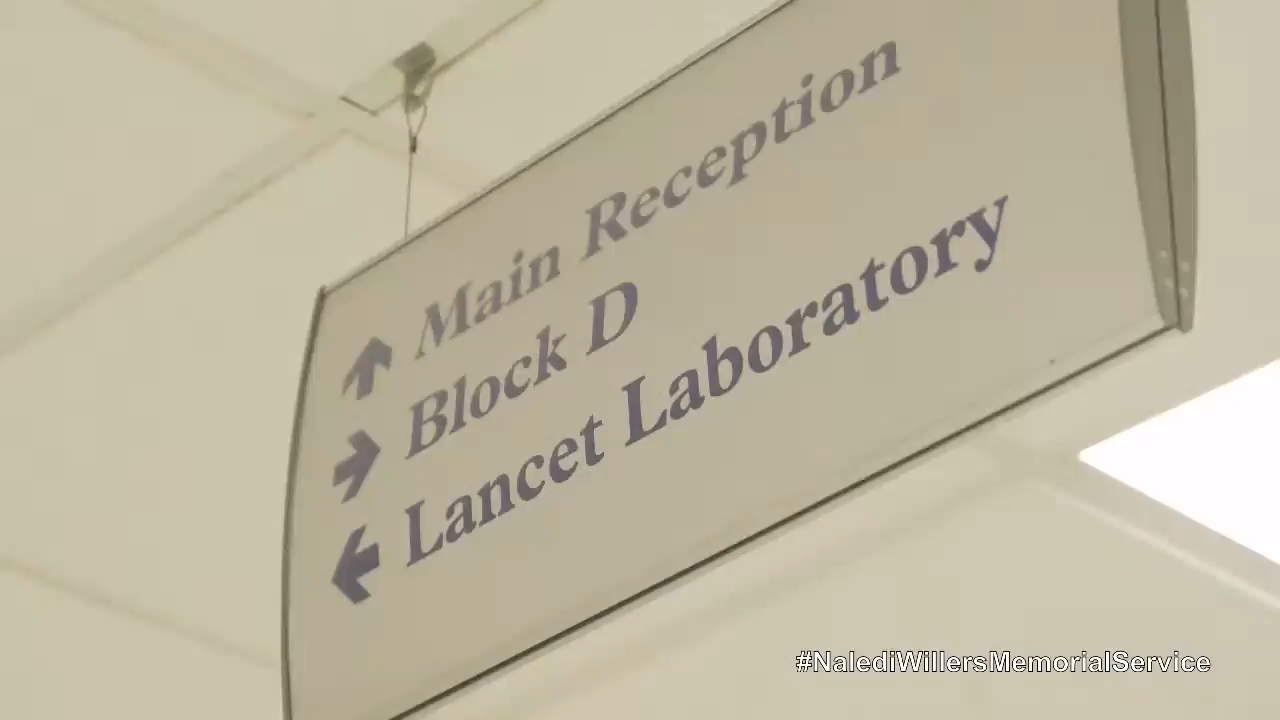 Main Reception
Block D
Lancet Laboratory
#NalediWillersMemorialService